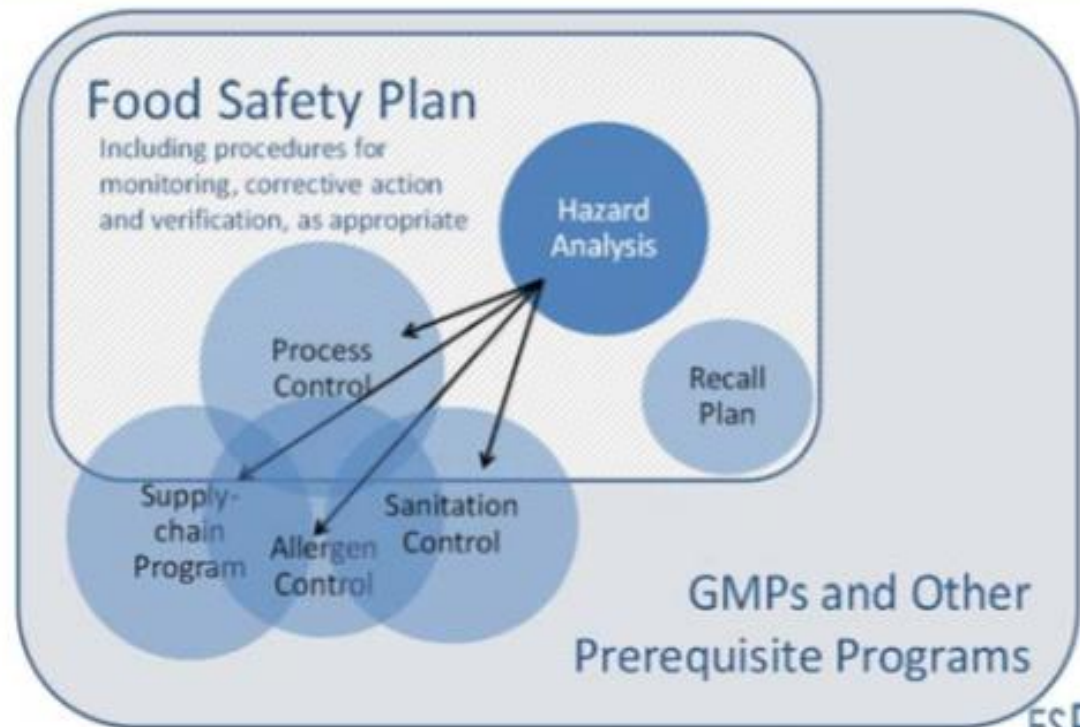 Food Safety Plan
Including procedures for
monitoring, corrective action
and verification, as appropriate
Hazard
Analysis
Process
Control
Recall
Plan
Supply-
chain
Program
Allergen
Control
Sanitation
Control
GMPs and Other
Prerequisite Programs